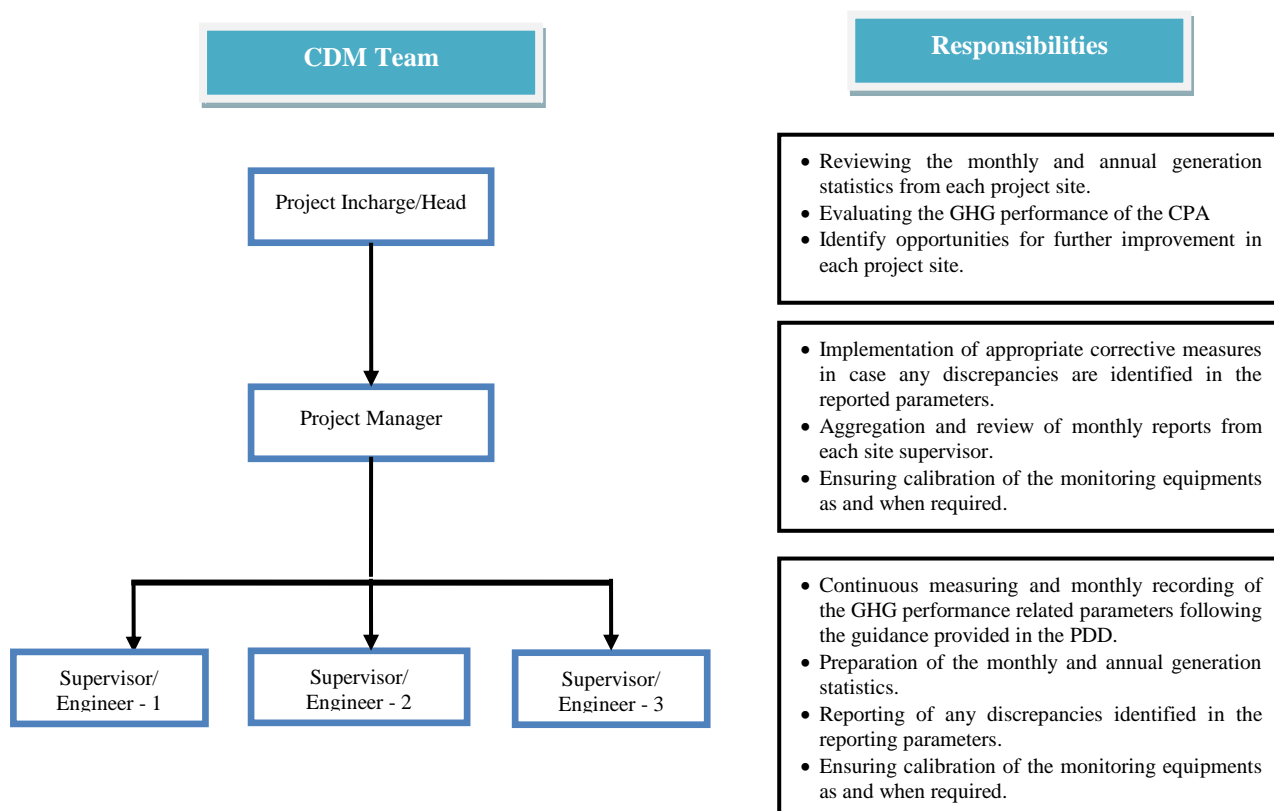 CDM Team
Responsibilities
Project Incharge/Head
• Reviewing the monthly and annual generation
statistics from each project site.
• Evaluating the GHG performance of the CPA
• Identify opportunities for further improvement in
each project site.
Project Manager
• Implementation of appropriate corrective measures
in case any discrepancies are identified in the
reported parameters.
• Aggregation and review of monthly reports from
each site supervisor.
• Ensuring calibration of the monitoring equipments
as and when required.
Supervisor/
Engineer - 1
Supervisor/
Engineer - 2
Supervisor/
Engineer - 3
• Continuous measuring and monthly recording of
the GHG performance related parameters following
the guidance provided in the PDD.
• Preparation of the monthly and annual generation
statistics.
• Reporting of any discrepancies identified in the
reporting parameters.
• Ensuring calibration of the monitoring equipments
as and when required.